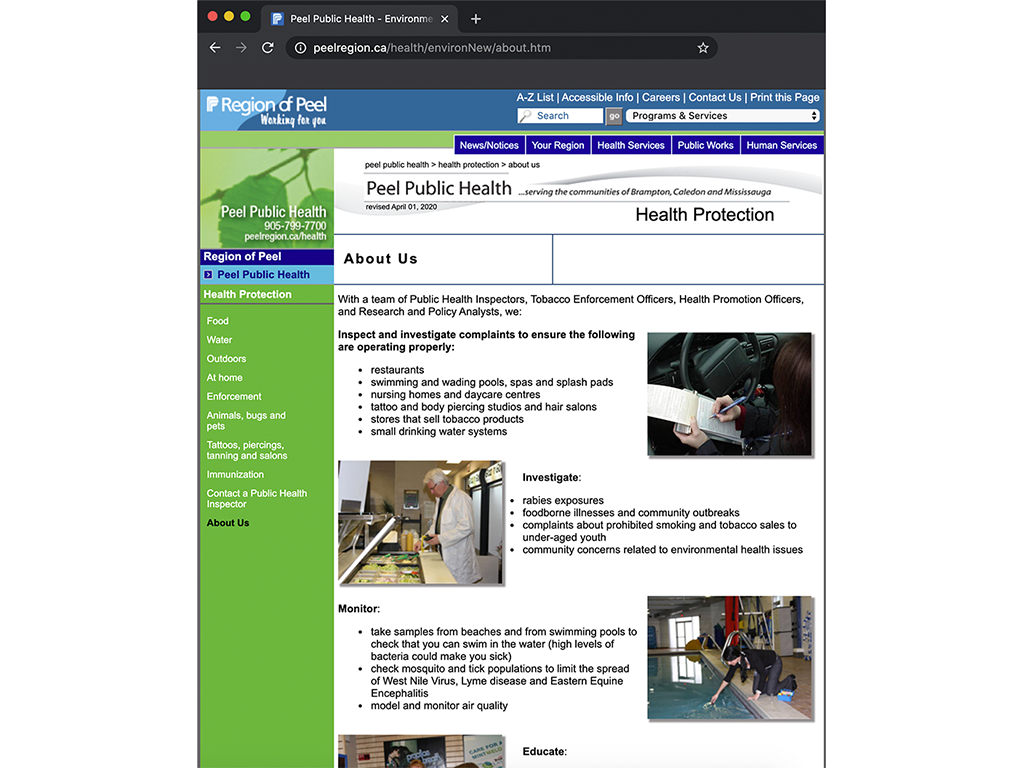 Peel Public Health - Environme
peelregion.ca/health/environNew/about.htm
Region of Peel
Working for you
A-Z List | Accessible Info | Careers | Contact Us | Print this Page
Search
go
Programs & Services
News/Notices
Your Region
Health Services
Public Works
Human Services
peel public health > health protection > about us
Peel Public Health ...serving the communities of Brampton, Caledon and Mississauga
revised April 01, 2020
Health Protection
Peel Public Health
905-799-7700
peelregion.ca/health
Region of Peel
Peel Public Health
Health Protection
Food
Water
Outdoors
At home
Enforcement
Animals, bugs and
pets
Tattoos, piercings,
tanning and salons
Immunization
Contact a Public Health
Inspector
About Us
About Us
With a team of Public Health Inspectors, Tobacco Enforcement Officers, Health Promotion Officers,
and Research and Policy Analysts, we:
Inspect and investigate complaints to ensure the following
are operating properly:
• restaurants
• swimming and wading pools, spas and splash pads
• nursing homes and daycare centres
• tattoo and body piercing studios and hair salons
• stores that sell tobacco products
• small drinking water systems
Investigate:
• rabies exposures
• foodborne illnesses and community outbreaks
• complaints about prohibited smoking and tobacco sales to
under-aged youth
• community concerns related to environmental health issues
Monitor:
• take samples from beaches and from swimming pools to
check that you can swim in the water (high levels of
bacteria could make you sick)
• check mosquito and tick populations to limit the spread
of West Nile Virus, Lyme disease and Eastern Equine
Encephalitis
• model and monitor air quality
Educate:
CARE FOR A